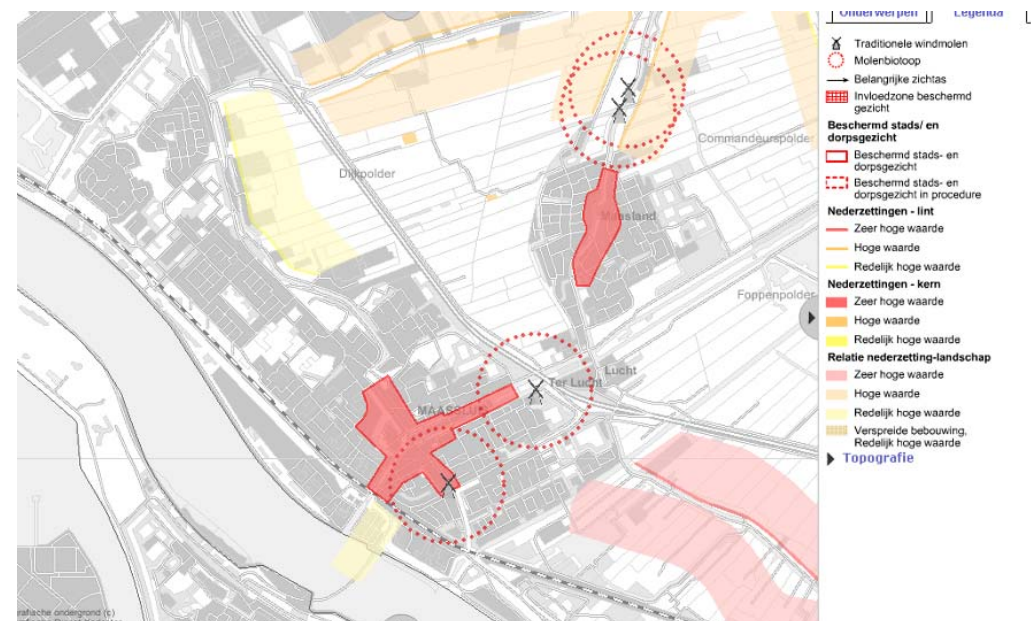 Onderwerpen
Legenda
Traditionele windmolen
Molenbiotoop
Belangrijke zichtas
Invloedzone beschermd
gezicht
Beschermd stads/ en
dorpsgezicht
Beschermd stads- en
dorpsgezicht
Beschermd stads- en
dorpsgezicht in procedure
Nederzettingen - lint
Zeer hoge waarde
Hoge waarde
Redelijk hoge waarde
Nederzettingen - kern
Zeer hoge waarde
Hoge waarde
Redelijk hoge waarde
Relatie nederzetting-landschap
Zeer hoge waarde
Hoge waarde
Redelijk hoge waarde
Verspreide bebouwing,
Redelijk hoge waarde
Topografie
Commandeurspolder
Dijkpolder
Maasland
Foppenpolder
Lucht
Ter Lucht
MAASSLUI
grafische ondergrond (c)